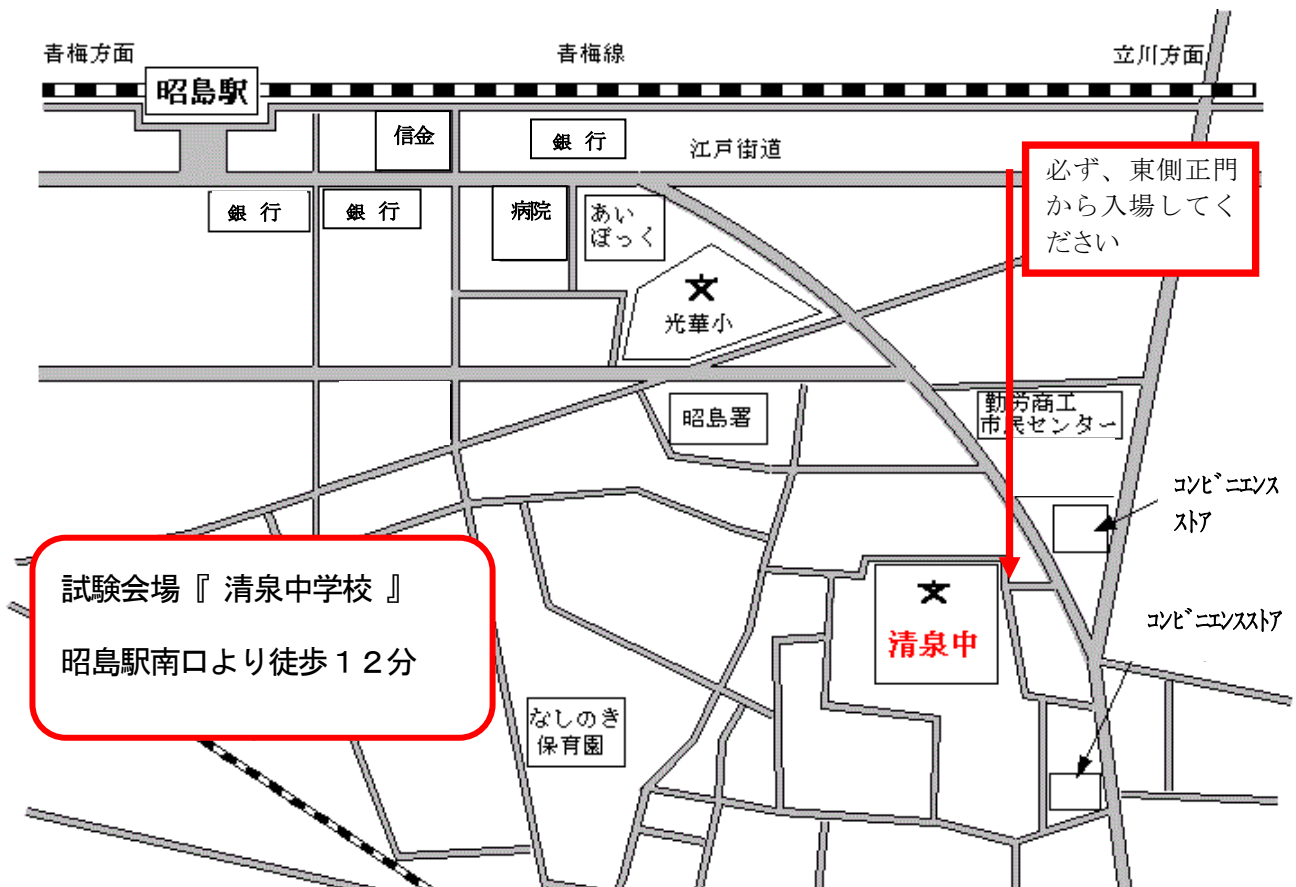 青梅方面
青梅線
立川方面
昭島駅
信金
銀 行
江戸街道
必ず、東側正門
から入場してく
ださい
銀 行
銀 行
病院
あい
ぽっく
光華小
昭島署
勤労商工
市民センター
コンビニエンス
ストア
試験会場『 清泉中学校 』
昭島駅南口より徒歩１２分
清泉中
コンビニエンスストア
なしのき
保育園